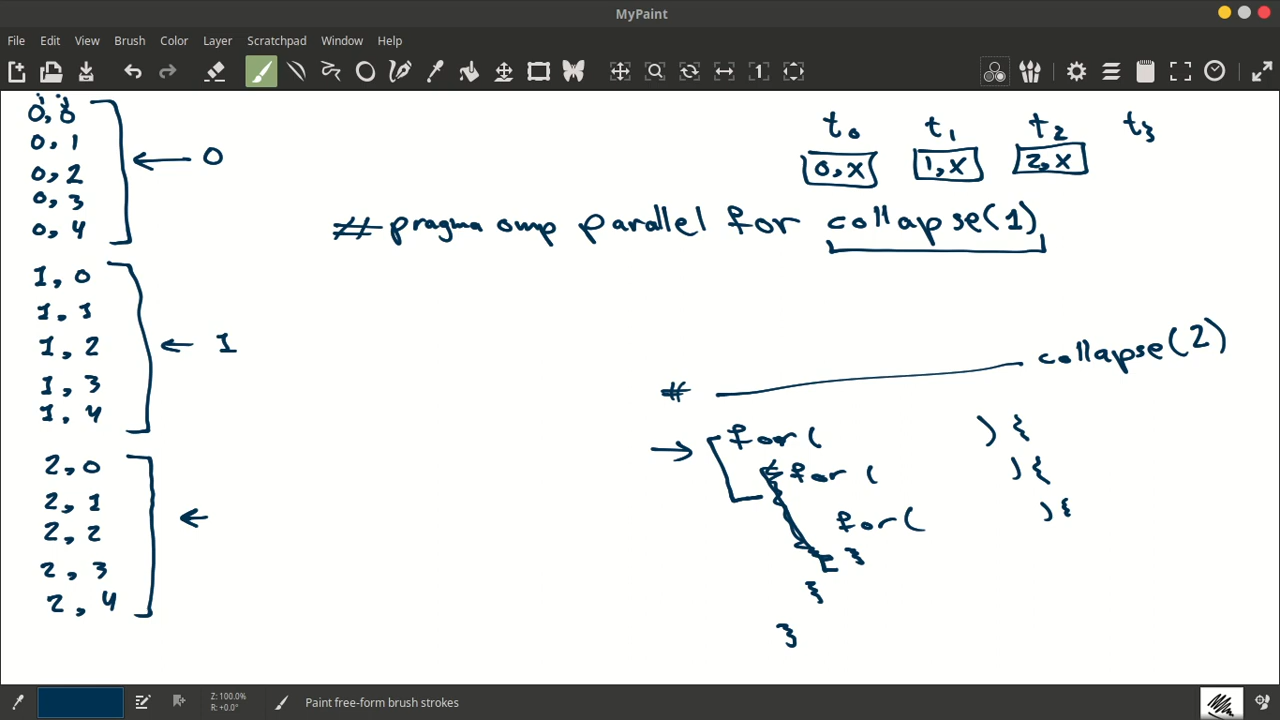 MyPaint
File Edit View Brush Color Layer Scratchpad Window Help
i j
0, 0
0, 1
0, 2
0, 3
0, 4
← 0
1, 0
1, 1
1, 2
1, 3
1, 4
← 1
2, 0
2, 1
2, 2
2, 3
2, 4
←
t0 t1 t2 t3
0, x 1, x 2, x
# pragma omp parallel for collapse(1)
# collapse(2)
→ for( ) {
for( ) {
for( ) {
}
}
}
Z: 100.0%
R: +0.0°
Paint free-form brush strokes